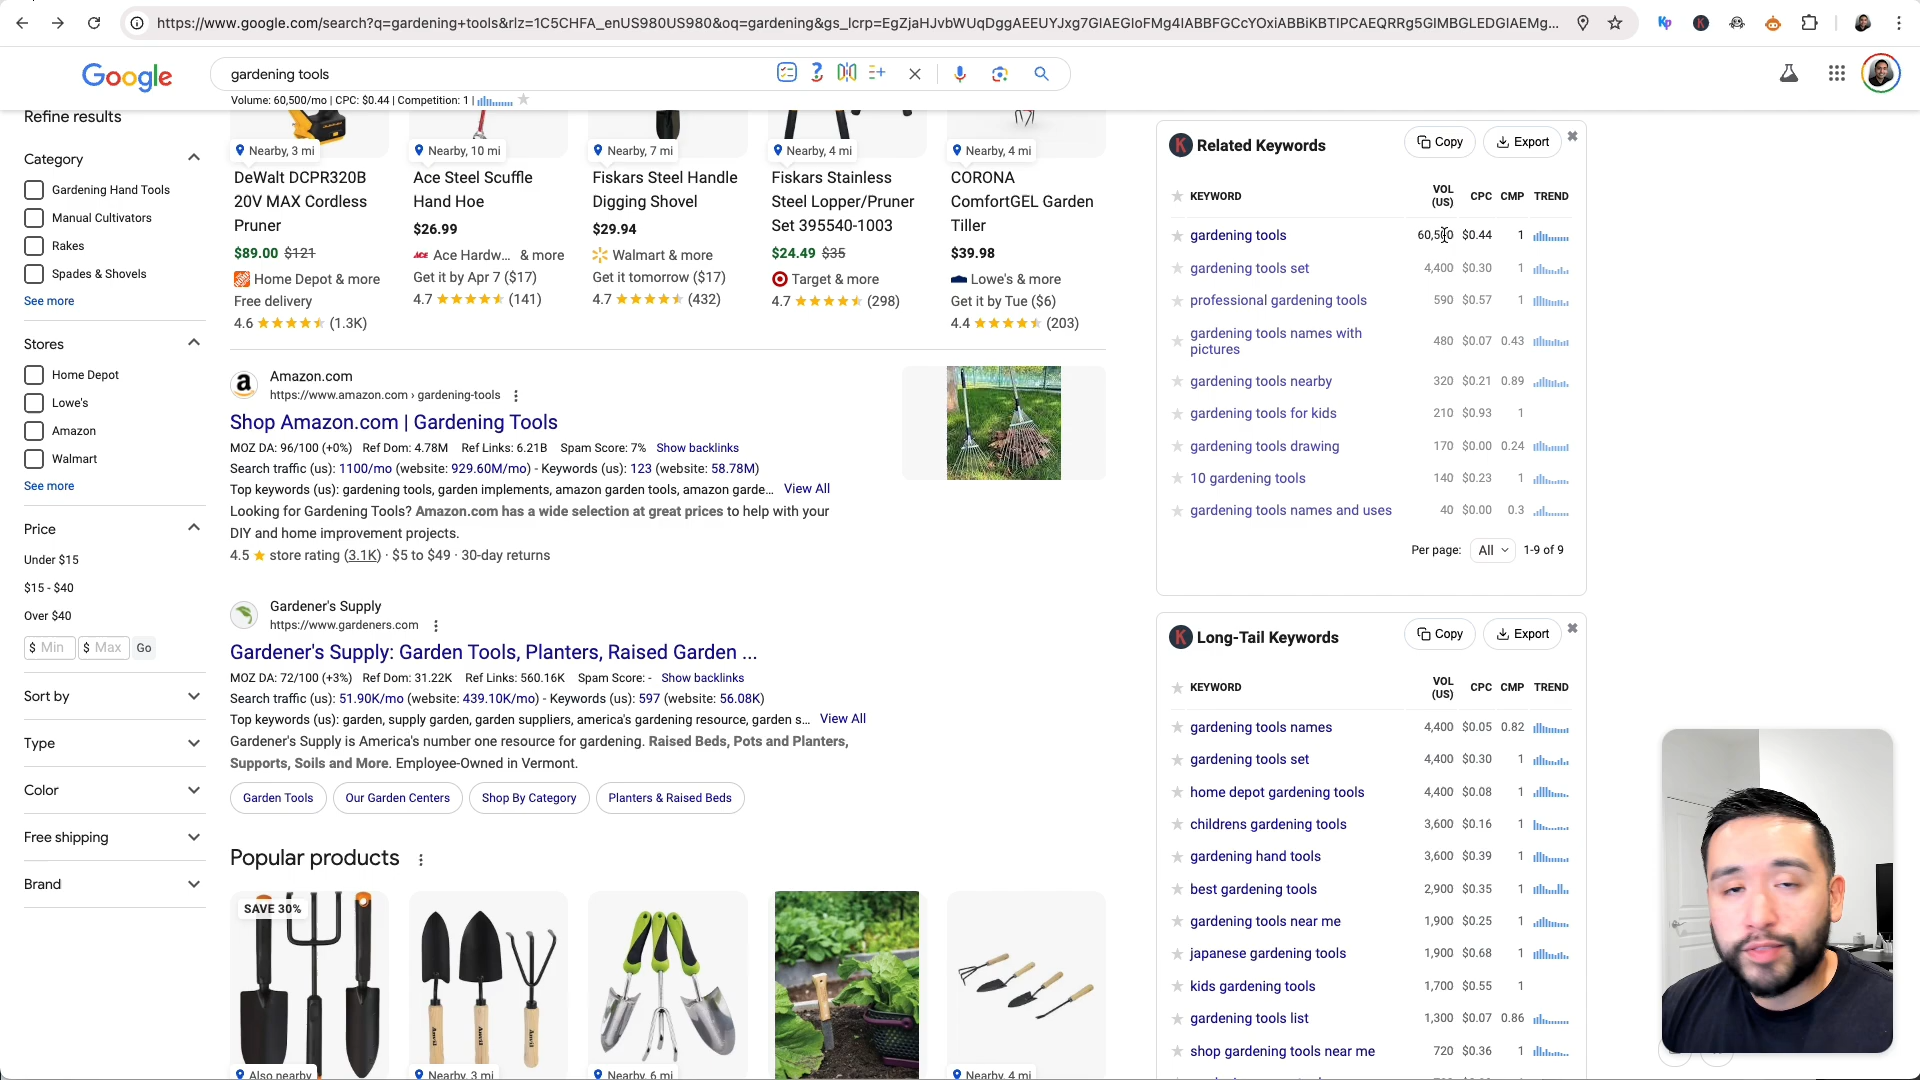 https://www.google.com/search?q=gardening+tools&rlz=1C5CHFA_enUS980US980&oq=gardening&gs_lcrp=EgZjaHJvbWUqDggAEEUYJxg7GIAEGIoFMg4IABBFGCcYOxiABBiKBTIPCAEQRRg5GIMBGLEDGIAEMg...
Google
gardening tools
Volume: 60,500/mo | CPC: $0.44 | Competition: 1 |
Refine results
Category
Gardening Hand Tools
Manual Cultivators
Rakes
Spades & Shovels
See more
Stores
Home Depot
Lowe's
Amazon
Walmart
See more
Price
Under $15
$15 - $40
Over $40
$ Min $ Max Go
Sort by
Type
Color
Free shipping
Brand
Nearby, 3 mi
DeWalt DCPR320B
20V MAX Cordless
Pruner
$89.00 $121
Home Depot & more
Free delivery
4.6 (1.3K)
Nearby, 10 mi
Ace Steel Scuffle
Hand Hoe
$26.99
ACE Ace Hardw... & more
Get it by Apr 7 ($17)
4.7 (141)
Nearby, 7 mi
Fiskars Steel Handle
Digging Shovel
$29.94
Walmart & more
Get it tomorrow ($17)
4.7 (432)
Nearby, 4 mi
Fiskars Stainless
Steel Lopper/Pruner
Set 395540-1003
$24.49 $35
Target & more
4.7 (298)
Nearby, 4 mi
CORONA
ComfortGEL Garden
Tiller
$39.98
Lowe's & more
Get it by Tue ($6)
4.4 (203)
a Amazon.com
https://www.amazon.com › gardening-tools
Shop Amazon.com | Gardening Tools
MOZ DA: 96/100 (+0%) Ref Dom: 4.78M Ref Links: 6.21B Spam Score: 7% Show backlinks
Search traffic (us): 1100/mo (website: 929.60M/mo) - Keywords (us): 123 (website: 58.78M)
Top keywords (us): gardening tools, garden implements, amazon garden tools, amazon garde... View All
Looking for Gardening Tools? Amazon.com has a wide selection at great prices to help with your
DIY and home improvement projects.
4.5 store rating (3.1K) · $5 to $49 · 30-day returns
Gardener's Supply
https://www.gardeners.com
Gardener's Supply: Garden Tools, Planters, Raised Garden ...
MOZ DA: 72/100 (+3%) Ref Dom: 31.22K Ref Links: 560.16K Spam Score: - Show backlinks
Search traffic (us): 51.90K/mo (website: 439.10K/mo) - Keywords (us): 597 (website: 56.08K)
Top keywords (us): garden, supply garden, garden suppliers, america's gardening resource, garden s... View All
Gardener's Supply is America's number one resource for gardening. Raised Beds, Pots and Planters,
Supports, Soils and More. Employee-Owned in Vermont.
Garden Tools Our Garden Centers Shop By Category Planters & Raised Beds
Popular products
SAVE 30%
Also nearby Nearby, 3 mi Nearby, 6 mi Nearby, 4 mi
K Related Keywords Copy Export
KEYWORD VOL (US) CPC CMP TREND
gardening tools 60,500 $0.44 1
gardening tools set 4,400 $0.30 1
professional gardening tools 590 $0.57 1
gardening tools names with
pictures 480 $0.07 0.43
gardening tools nearby 320 $0.21 0.89
gardening tools for kids 210 $0.93 1
gardening tools drawing 170 $0.00 0.24
10 gardening tools 140 $0.23 1
gardening tools names and uses 40 $0.00 0.3
Per page: All 1-9 of 9
K Long-Tail Keywords Copy Export
KEYWORD VOL (US) CPC CMP TREND
gardening tools names 4,400 $0.05 0.82
gardening tools set 4,400 $0.30 1
home depot gardening tools 4,400 $0.08 1
childrens gardening tools 3,600 $0.16 1
gardening hand tools 3,600 $0.39 1
best gardening tools 2,900 $0.35 1
gardening tools near me 1,900 $0.25 1
japanese gardening tools 1,900 $0.68 1
kids gardening tools 1,700 $0.55 1
gardening tools list 1,300 $0.07 0.86
shop gardening tools near me 720 $0.36 1